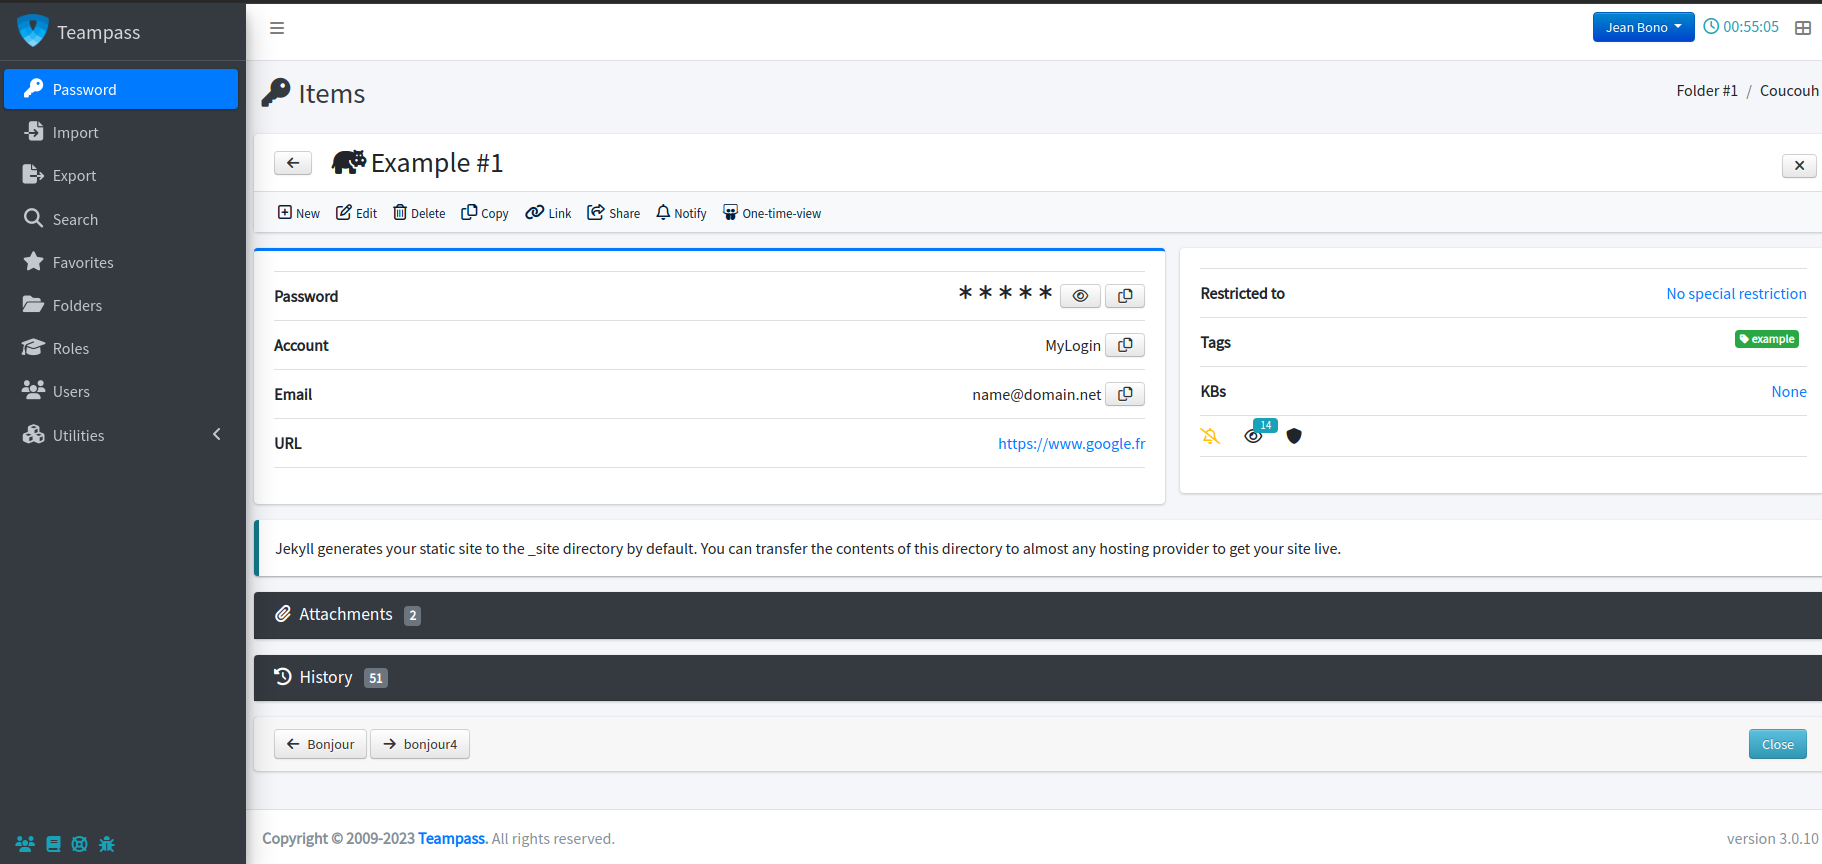 Teampass
Jean Bono
00:55:05
Password
Import
Export
Search
Favorites
Folders
Roles
Users
Utilities
Items
Folder #1 / Coucouh
Example #1
New Edit Delete Copy Link Share Notify One-time-view
Password *****
Account MyLogin
Email name@domain.net
URL https://www.google.fr
Restricted to No special restriction
Tags example
KBs None
14
Jekyll generates your static site to the _site directory by default. You can transfer the contents of this directory to almost any hosting provider to get your site live.
Attachments 2
History 51
Bonjour bonjour4 Close
Copyright © 2009-2023 Teampass. All rights reserved. version 3.0.10